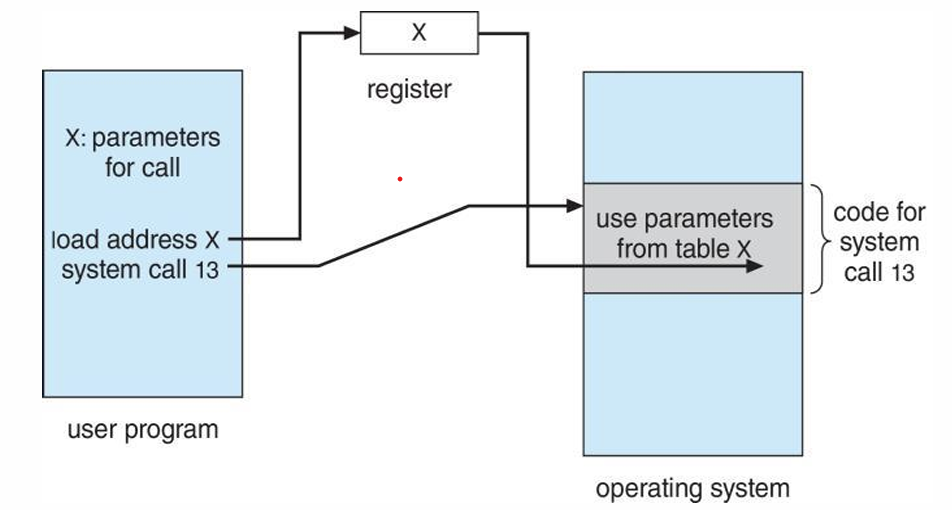 X
register
X: parameters
for call
load address X
system call 13
user program
use parameters
from table X
code for
system
call 13
operating system